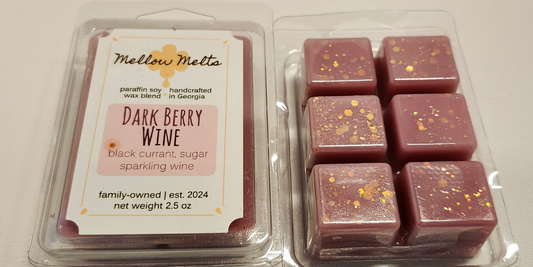 Mellow Melts
paraffin soy handcrafted
wax blend in Georgia
DARK BERRY
WINE
black currant, sugar
sparkling wine
family-owned | est. 2024
net weight 2.5 oz